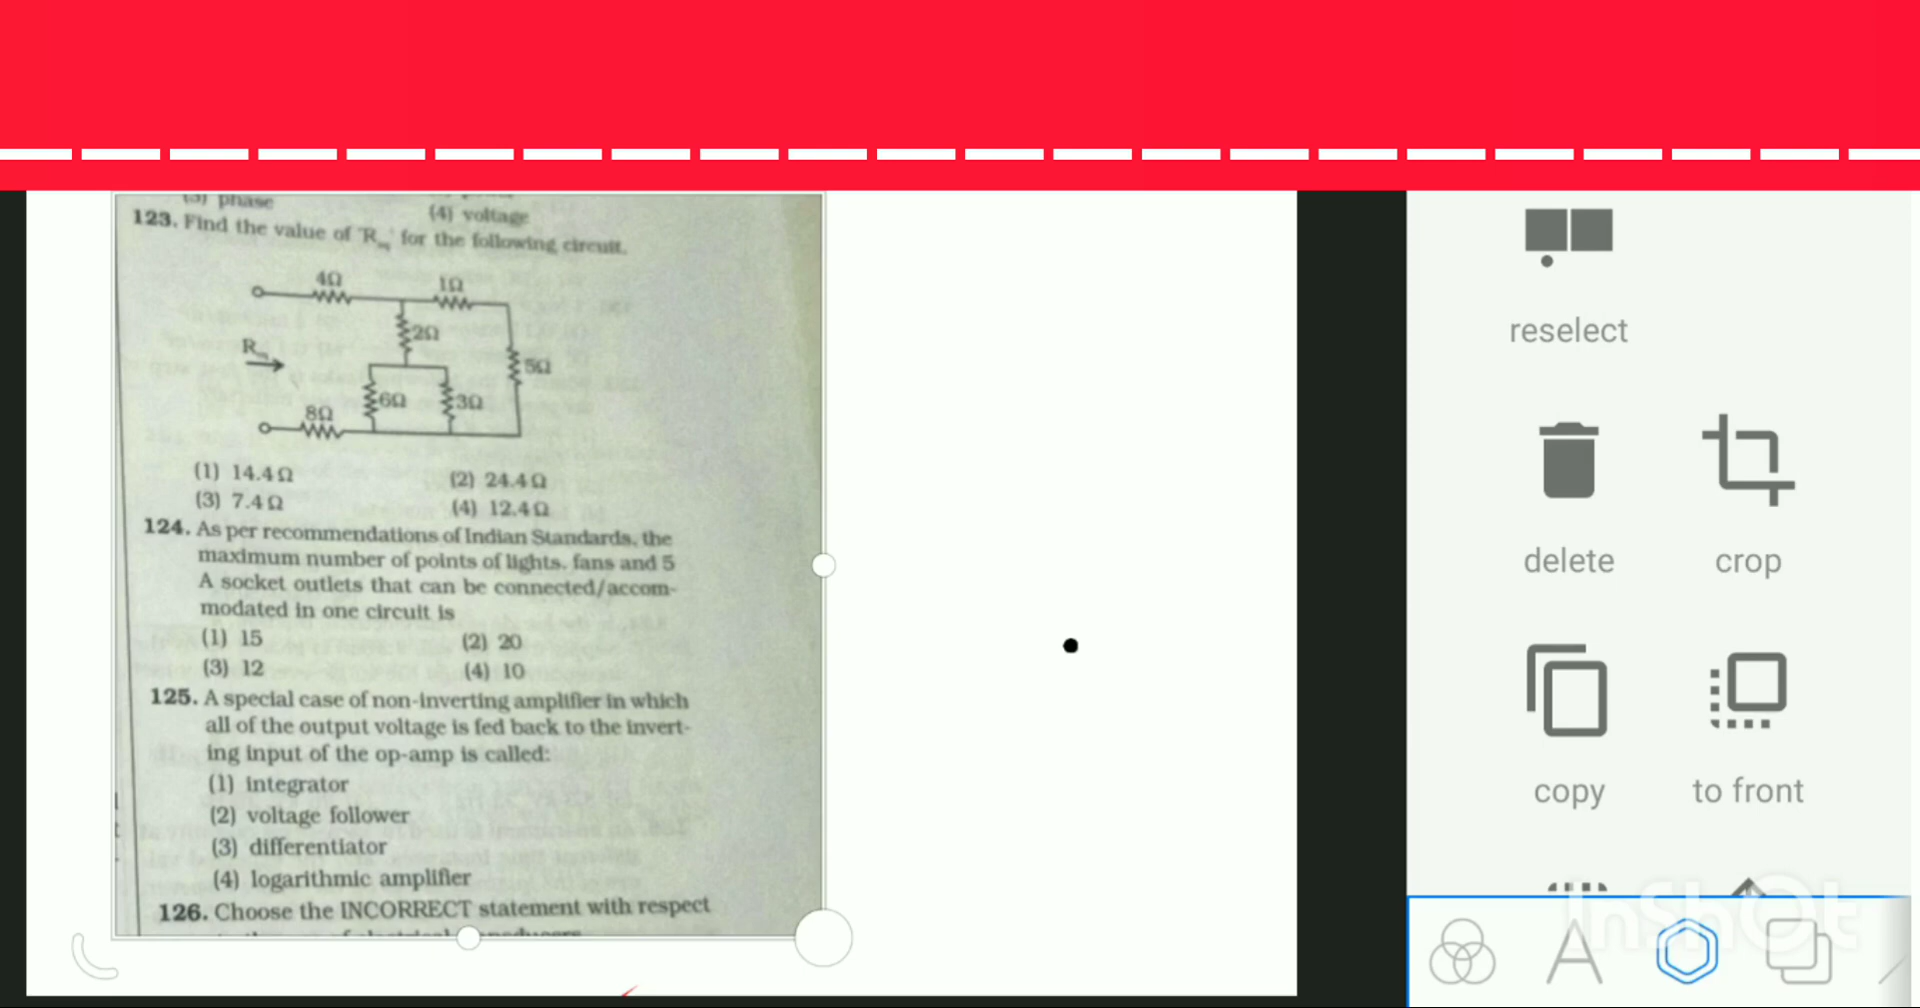 (3) phase
(4) voltage
123. Find the value of 'Req' for the following circuit.
4Ω
1Ω
2Ω
Req
5Ω
6Ω
3Ω
8Ω
(1) 14.4 Ω
(2) 24.4 Ω
(3) 7.4 Ω
(4) 12.4 Ω
124. As per recommendations of Indian Standards, the
maximum number of points of lights, fans and 5
A socket outlets that can be connected/accom-
modated in one circuit is
(1) 15
(2) 20
(3) 12
(4) 10
125. A special case of non-inverting amplifier in which
all of the output voltage is fed back to the invert-
ing input of the op-amp is called:
(1) integrator
(2) voltage follower
(3) differentiator
(4) logarithmic amplifier
126. Choose the INCORRECT statement with respect
reselect
delete
crop
copy
to front
InShOt
A